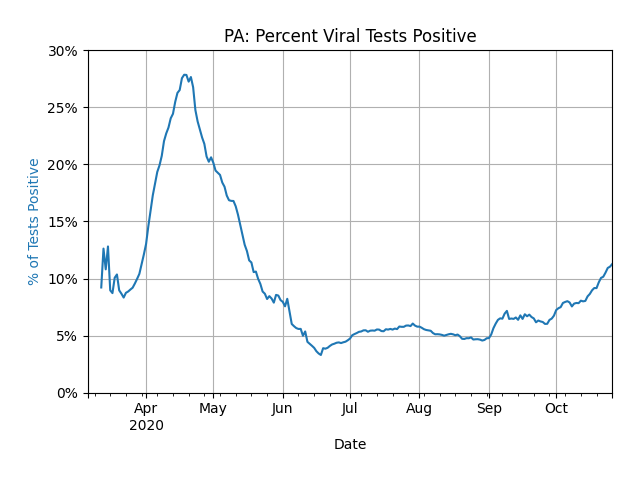 PA: Percent Viral Tests Positive
% of Tests Positive
30%
25%
20%
15%
10%
5%
0%
Apr May Jun Jul Aug Sep Oct
2020
Date